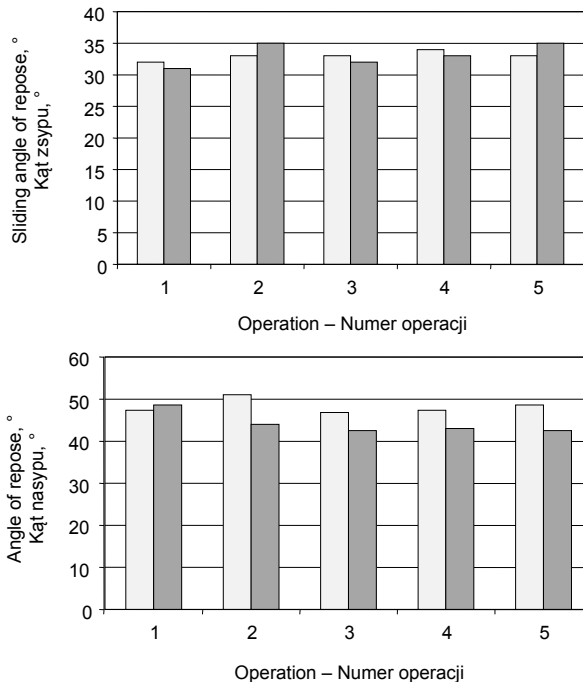 Sliding angle of repose, °
Kąt zsypu, °
40
35
30
25
20
15
10
5
0
1 2 3 4 5
Operation – Numer operacji
Angle of repose, °
Kąt nasypu, °
60
50
40
30
20
10
0
1 2 3 4 5
Operation – Numer operacji